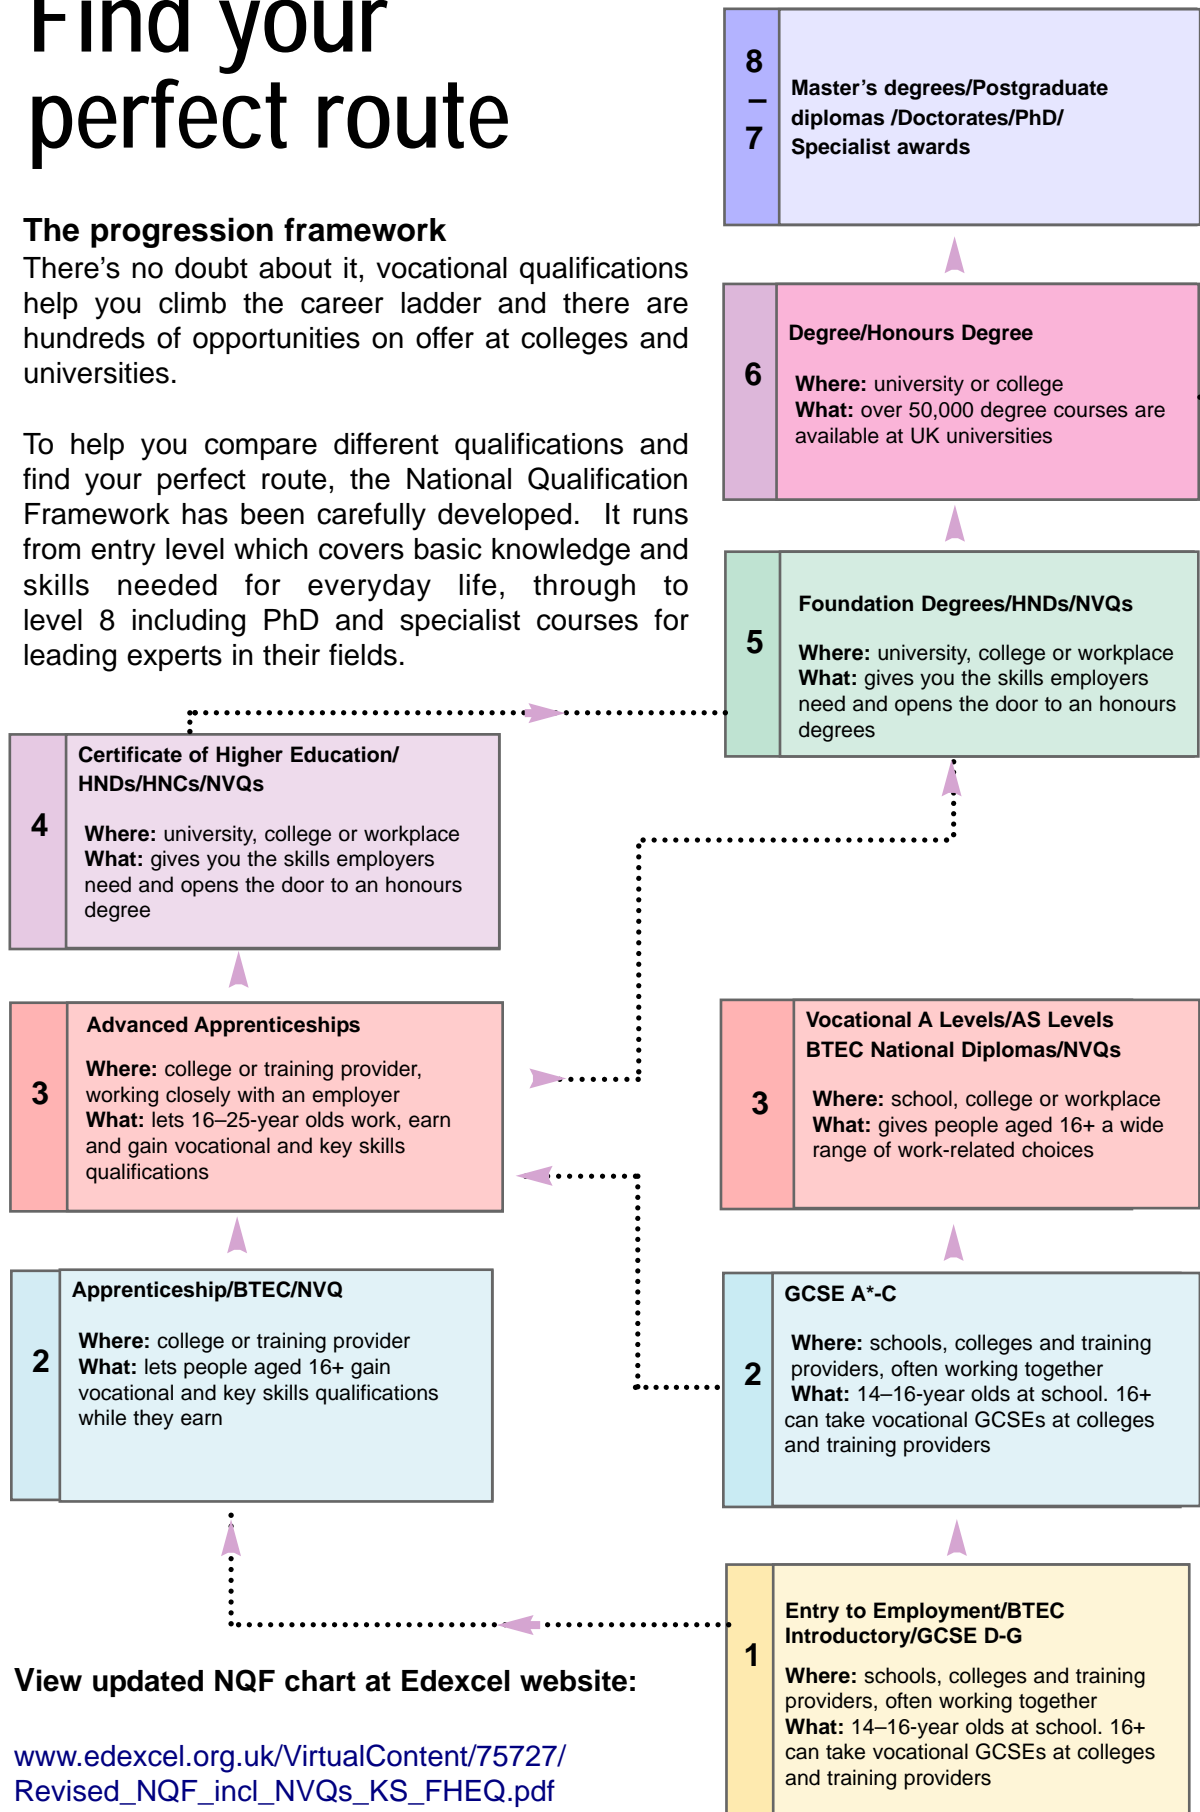 Find your
perfect route
The progression framework
There's no doubt about it, vocational qualifications
help you climb the career ladder and there are
hundreds of opportunities on offer at colleges and
universities.
To help you compare different qualifications and
find your perfect route, the National Qualification
Framework has been carefully developed. It runs
from entry level which covers basic knowledge and
skills needed for everyday life, through to
level 8 including PhD and specialist courses for
leading experts in their fields.
8
–
7
Master's degrees/Postgraduate
diplomas /Doctorates/PhD/
Specialist awards
6
Degree/Honours Degree
Where: university or college
What: over 50,000 degree courses are
available at UK universities
5
Foundation Degrees/HNDs/NVQs
Where: university, college or workplace
What: gives you the skills employers
need and opens the door to an honours
degrees
4
Certificate of Higher Education/
HNDs/HNCs/NVQs
Where: university, college or workplace
What: gives you the skills employers
need and opens the door to an honours
degree
3
Advanced Apprenticeships
Where: college or training provider,
working closely with an employer
What: lets 16–25-year olds work, earn
and gain vocational and key skills
qualifications
3
Vocational A Levels/AS Levels
BTEC National Diplomas/NVQs
Where: school, college or workplace
What: gives people aged 16+ a wide
range of work-related choices
2
Apprenticeship/BTEC/NVQ
Where: college or training provider
What: lets people aged 16+ gain
vocational and key skills qualifications
while they earn
2
GCSE A*-C
Where: schools, colleges and training
providers, often working together
What: 14–16-year olds at school. 16+
can take vocational GCSEs at colleges
and training providers
1
Entry to Employment/BTEC
Introductory/GCSE D-G
Where: schools, colleges and training
providers, often working together
What: 14–16-year olds at school. 16+
can take vocational GCSEs at colleges
and training providers
View updated NQF chart at Edexcel website:
www.edexcel.org.uk/VirtualContent/75727/
Revised_NQF_incl_NVQs_KS_FHEQ.pdf